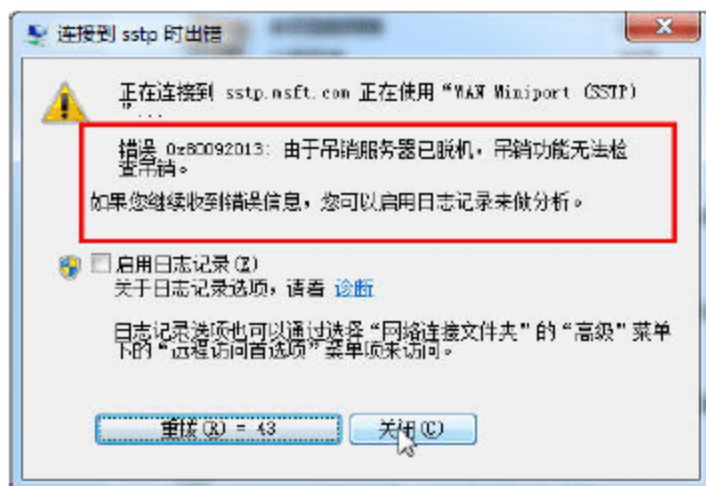 连接到 sstp 时出错
正在连接到 sstp.msft.com 正在使用“WAN Miniport (SSTP)
”...
错误 0x80092013: 由于吊销服务器已脱机，吊销功能无法检
查吊销。
如果您继续收到错误信息，您可以启用日志记录来做分析。
启用日志记录(E)
关于日志记录选项，请看 诊断
日志记录选项也可以通过选择“网络连接文件夹”的“高级”菜单
下的“远程访问首选项”菜单项来访问。
重拨(R) = 43
关闭(C)